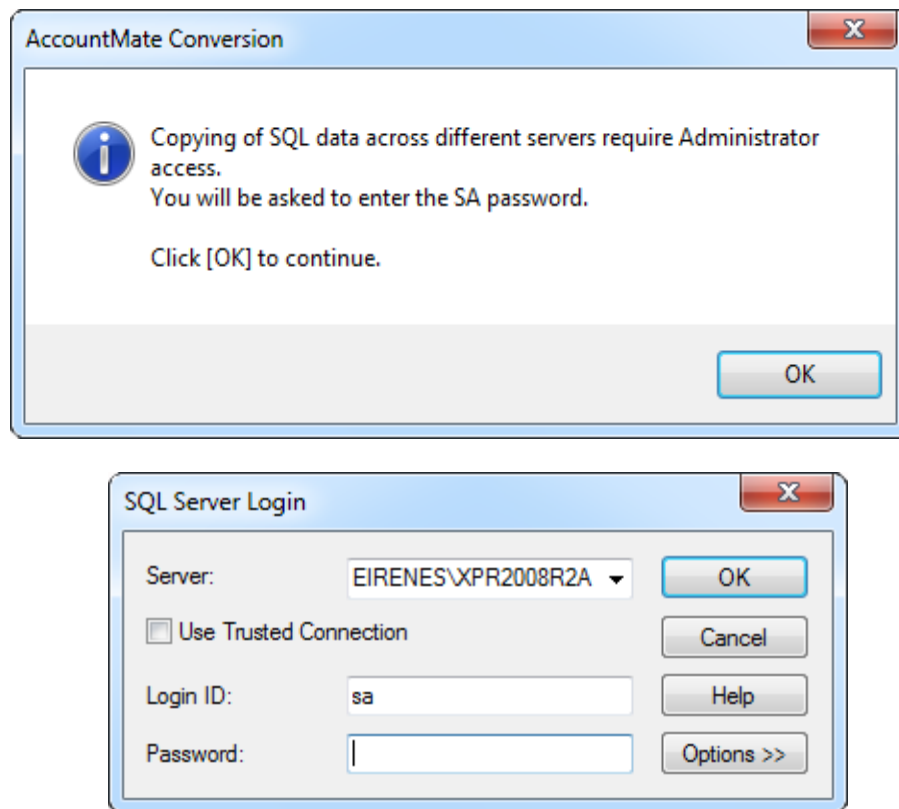 AccountMate Conversion
Copying of SQL data across different servers require Administrator
access.
You will be asked to enter the SA password.
Click [OK] to continue.
OK
SQL Server Login
Server: EIRENES\XPR2008R2A OK
Use Trusted Connection Cancel
Login ID: sa Help
Password: Options >>